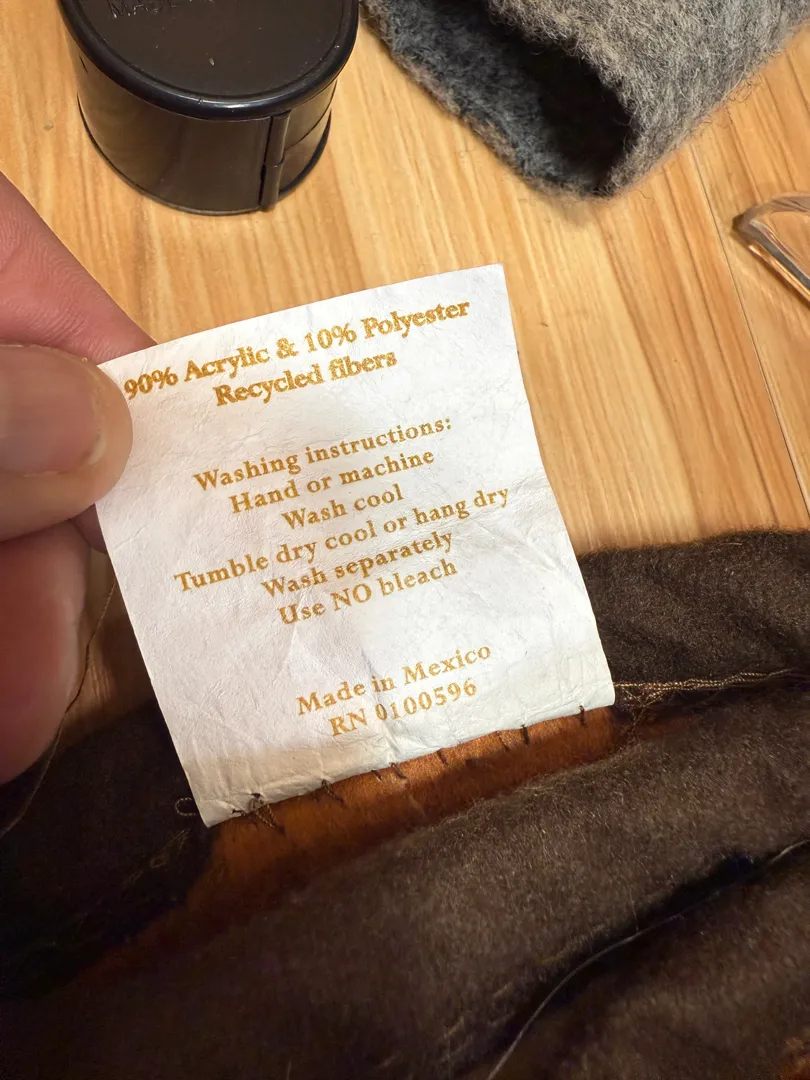 90% Acrylic & 10% Polyester
Recycled fibers
Washing instructions:
Hand or machine
Wash cool
Tumble dry cool or hang dry
Wash separately
Use NO bleach
Made in Mexico
RN 0100596